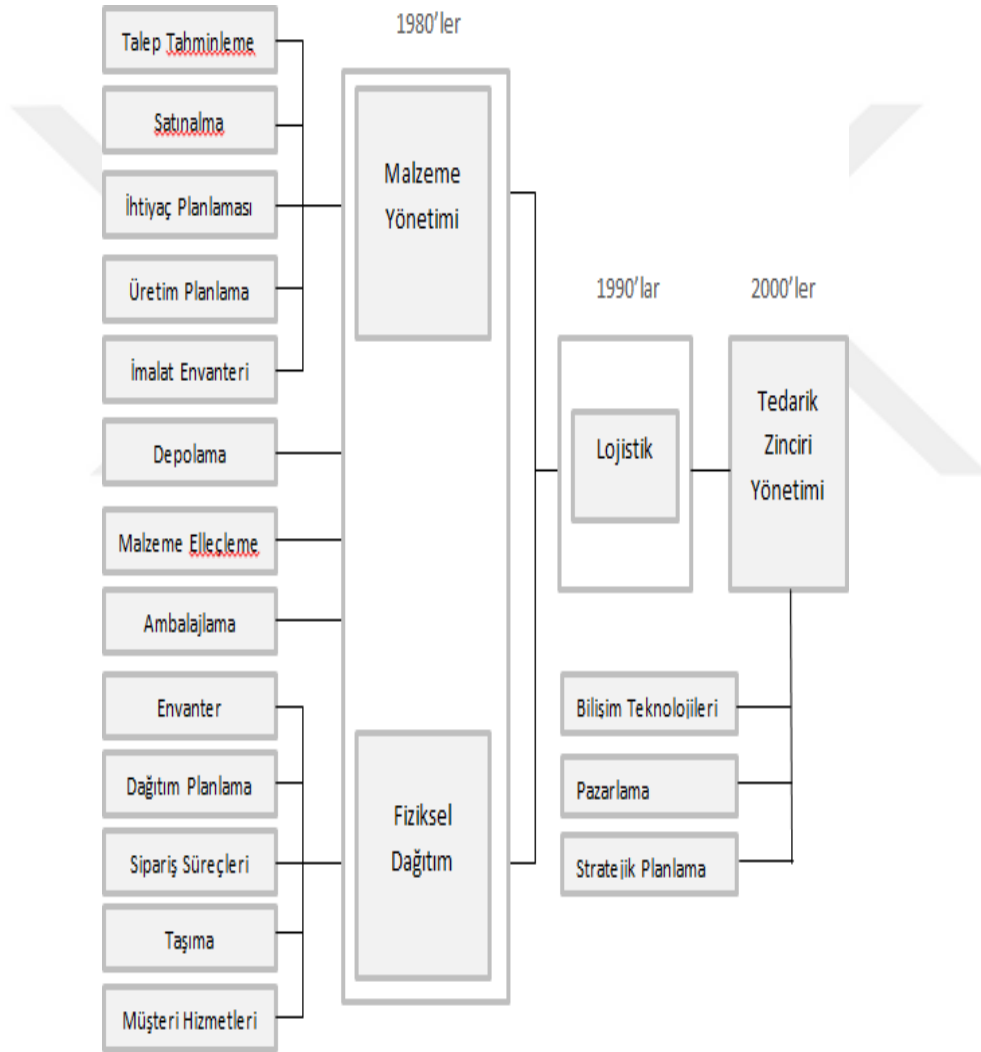 Talep Tahminleme
Satınalma
İhtiyaç Planlaması
Üretim Planlama
İmalat Envanteri
Depolama
Malzeme Elleçleme
Ambalajlama
Envanter
Dağıtım Planlama
Sipariş Süreçleri
Taşıma
Müşteri Hizmetleri
1980'ler
Malzeme
Yönetimi
Fiziksel
Dağıtım
1990'lar
Lojistik
2000'ler
Tedarik
Zinciri
Yönetimi
Bilişim Teknolojileri
Pazarlama
Stratejik Planlama